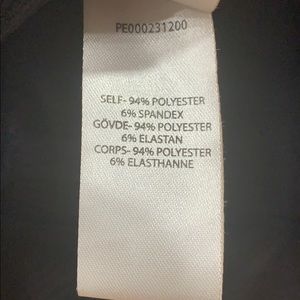 PE000231200
SELF- 94% POLYESTER
6% SPANDEX
GÖVDE- 94% POLYESTER
6% ELASTAN
CORPS- 94% POLYESTER
6% ELASTHANNE